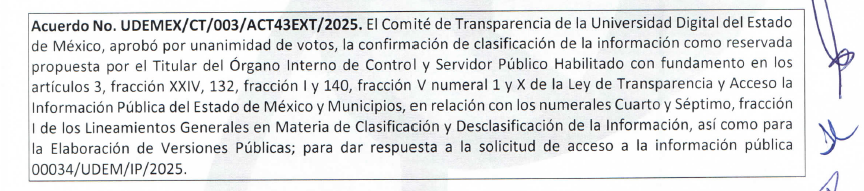 Acuerdo No. UDEMEX/CT/003/ACT43EXT/2025. El Comité de Transparencia de la Universidad Digital del Estado
de México, aprobó por unanimidad de votos, la confirmación de clasificación de la información como reservada
propuesta por el Titular del Órgano Interno de Control y Servidor Público Habilitado con fundamento en los
artículos 3, fracción XXIV, 132, fracción I y 140, fracción V numeral 1 y X de la Ley de Transparencia y Acceso la
Información Pública del Estado de México y Municipios, en relación con los numerales Cuarto y Séptimo, fracción
I de los Lineamientos Generales en Materia de Clasificación y Desclasificación de la Información, así como para
la Elaboración de Versiones Públicas; para dar respuesta a la solicitud de acceso a la información pública
00034/UDEM/IP/2025.